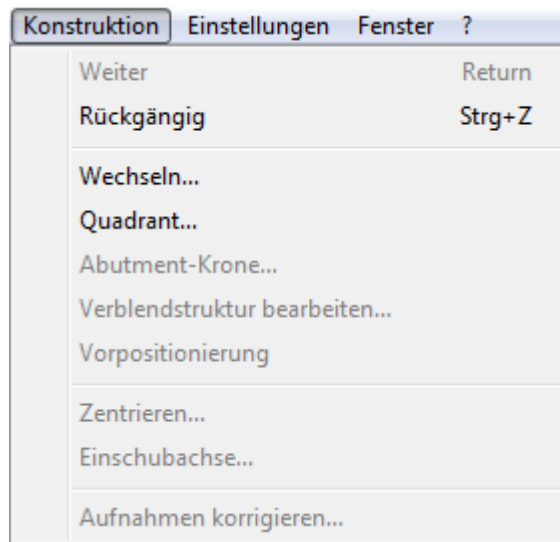 Konstruktion Einstellungen Fenster ?
Weiter Return
Rückgängig Strg+Z
Wechseln...
Quadrant...
Abutment-Krone...
Verblendstruktur bearbeiten...
Vorpositionierung
Zentrieren...
Einschubachse...
Aufnahmen korrigieren...